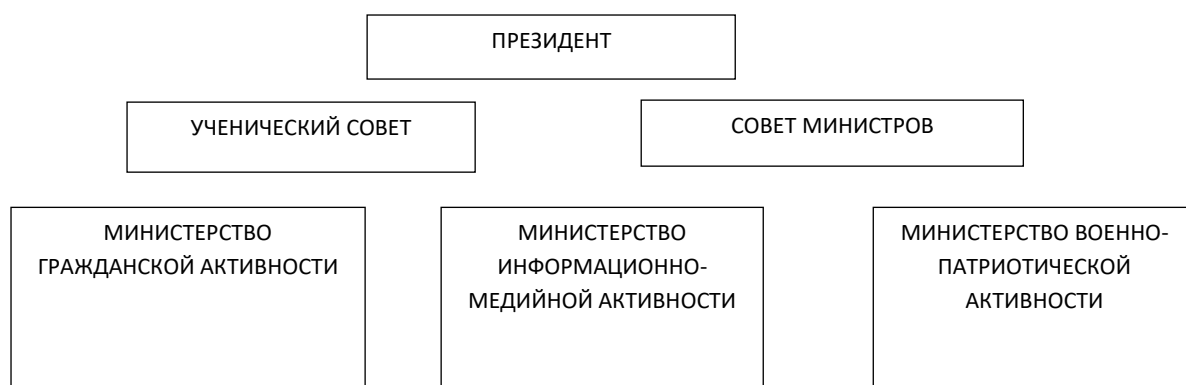 ПРЕЗИДЕНТ
УЧЕНИЧЕСКИЙ СОВЕТ
СОВЕТ МИНИСТРОВ
МИНИСТЕРСТВО
ГРАЖДАНСКОЙ АКТИВНОСТИ
МИНИСТЕРСТВО
ИНФОРМАЦИОННО-
МЕДИЙНОЙ АКТИВНОСТИ
МИНИСТЕРСТВО ВОЕННО-
ПАТРИОТИЧЕСКОЙ
АКТИВНОСТИ